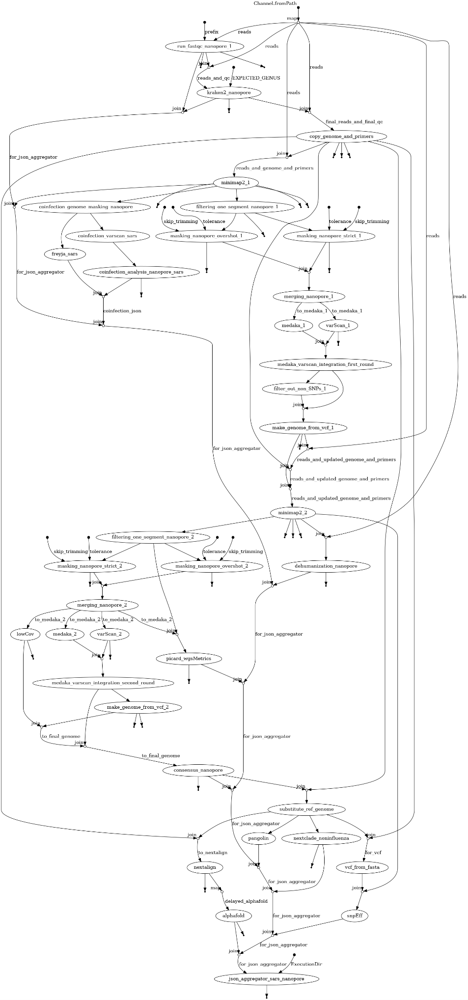 Channel.fromPath
map
prefix
reads
run_fastqc_nanopore_1
reads
join
reads_and_qc
EXPECTED_GENUS
reads
reads
kraken2_nanopore
join
join
final_reads_and_final_qc
copy_genome_and_primers
for_json_aggregator
join
reads_and_genome_and_primers
minimap2_1
join
coinfection_genome_masking_nanopore
filtering_one_segment_nanopore_1
skip_trimming
tolerance
tolerance
skip_trimming
coinfection_varscan_sars
masking_nanopore_overshot_1
masking_nanopore_strict_1
reads
freyja_sars
for_json_aggregator
coinfection_analysis_nanopore_sars
join
join
merging_nanopore_1
reads
coinfection_json
to_medaka_1
to_medaka_1
join
medaka_1
varScan_1
join
medaka_varscan_integration_first_round
filter_out_non_SNPs_1
join
make_genome_from_vcf_1
join
for_json_aggregator
reads_and_updated_genome_and_primers
join
reads_and_updated_genome_and_primers
join
reads_and_updated_genome_and_primers
minimap2_2
filtering_one_segment_nanopore_2
join
skip_trimming
tolerance
tolerance
skip_trimming
masking_nanopore_strict_2
masking_nanopore_overshot_2
dehumanization_nanopore
join
join
merging_nanopore_2
to_medaka_2
to_medaka_2
to_medaka_2
to_medaka_2
join
lowCov
medaka_2
varScan_2
for_json_aggregator
join
picard_wgsMetrics
join
medaka_varscan_integration_second_round
make_genome_from_vcf_2
join
to_final_genome
for_json_aggregator
join
to_final_genome
consensus_nanopore
join
join
substitute_ref_genome
for_json_aggregator
join
pangolin
nextclade_noninfluenza
join
to_nextalign
for_vcf
join
nextalign
vcf_from_fasta
for_json_aggregator
map
join
join
delayed_alphafold
alphafold
for_json_aggregator
snpEff
join
for_json_aggregator
join
for_json_aggregator
ExecutionDir
json_aggregator_sars_nanopore